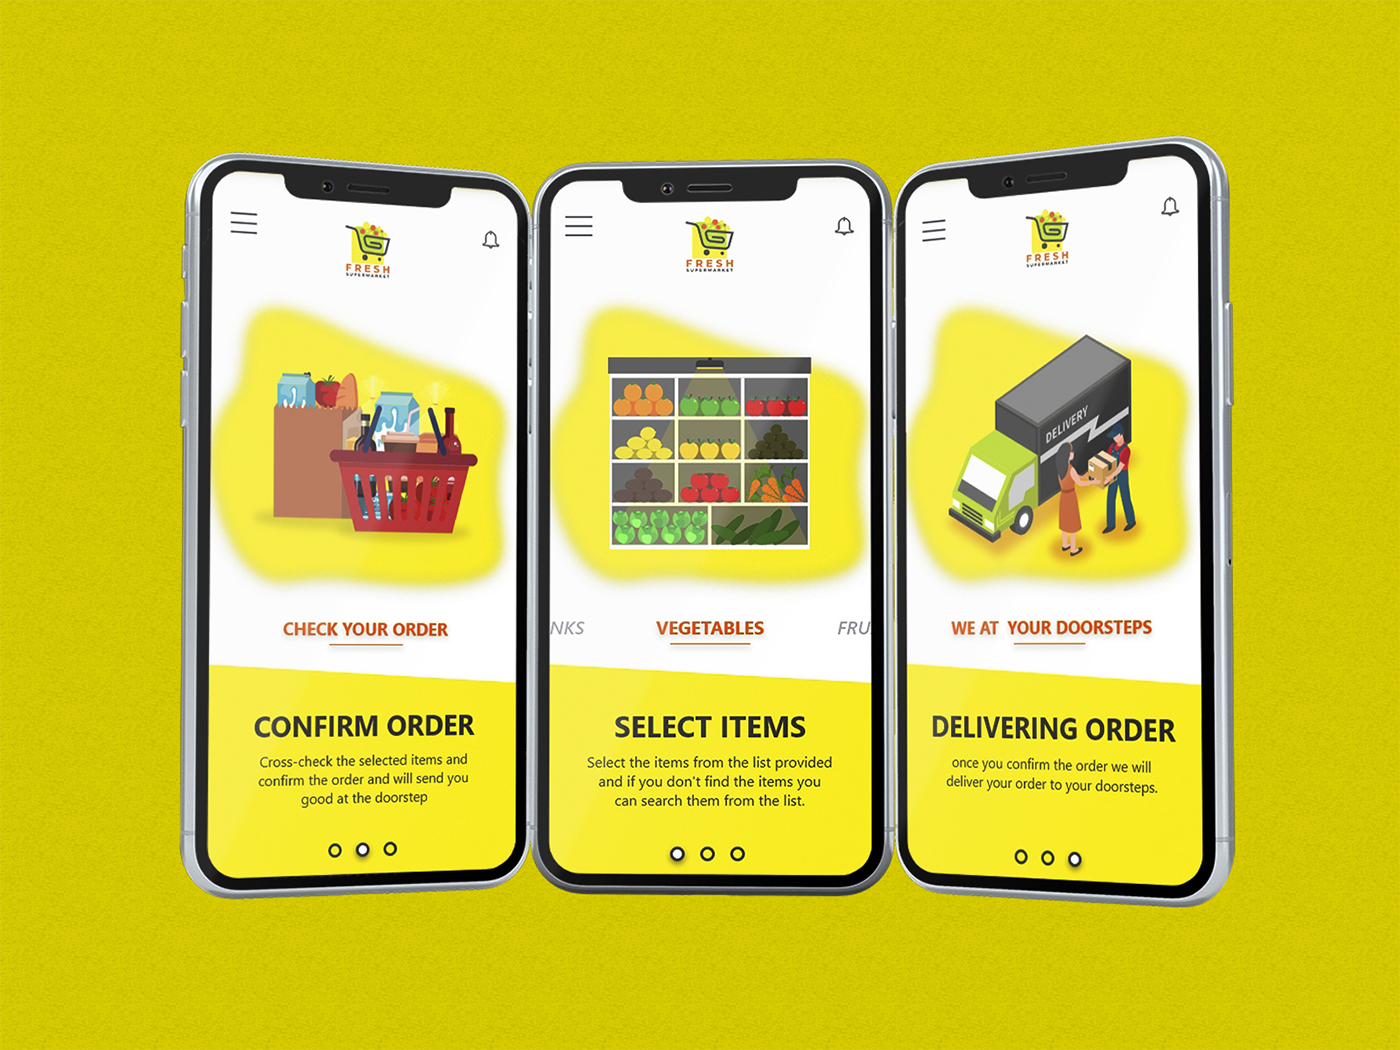 FRESH
SUPERMARKET
CHECK YOUR ORDER
CONFIRM ORDER
Cross-check the selected items and
confirm the order and will send you
good at the doorstep
FRESH
SUPERMARKET
NKS
VEGETABLES
FRU
SELECT ITEMS
Select the items from the list provided
and if you don't find the items you
can search them from the list.
FRESH
SUPERMARKET
DELIVERY
WE AT YOUR DOORSTEPS
DELIVERING ORDER
once you confirm the order we will
deliver your order to your doorsteps.